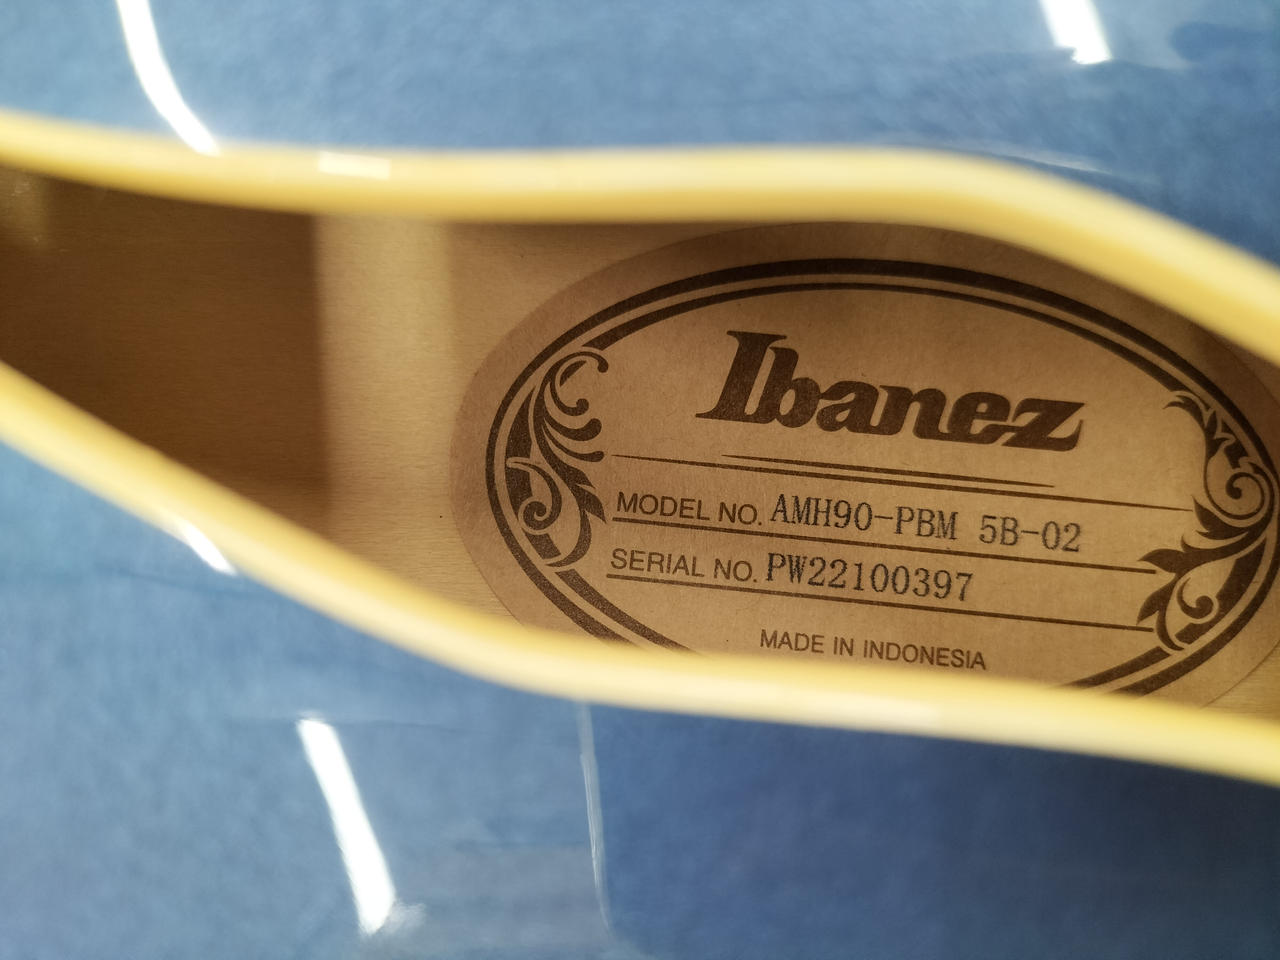 Ibanez
MODEL NO. AMH90-PBM 5B-02
SERIAL NO. PW22100397
MADE IN INDONESIA